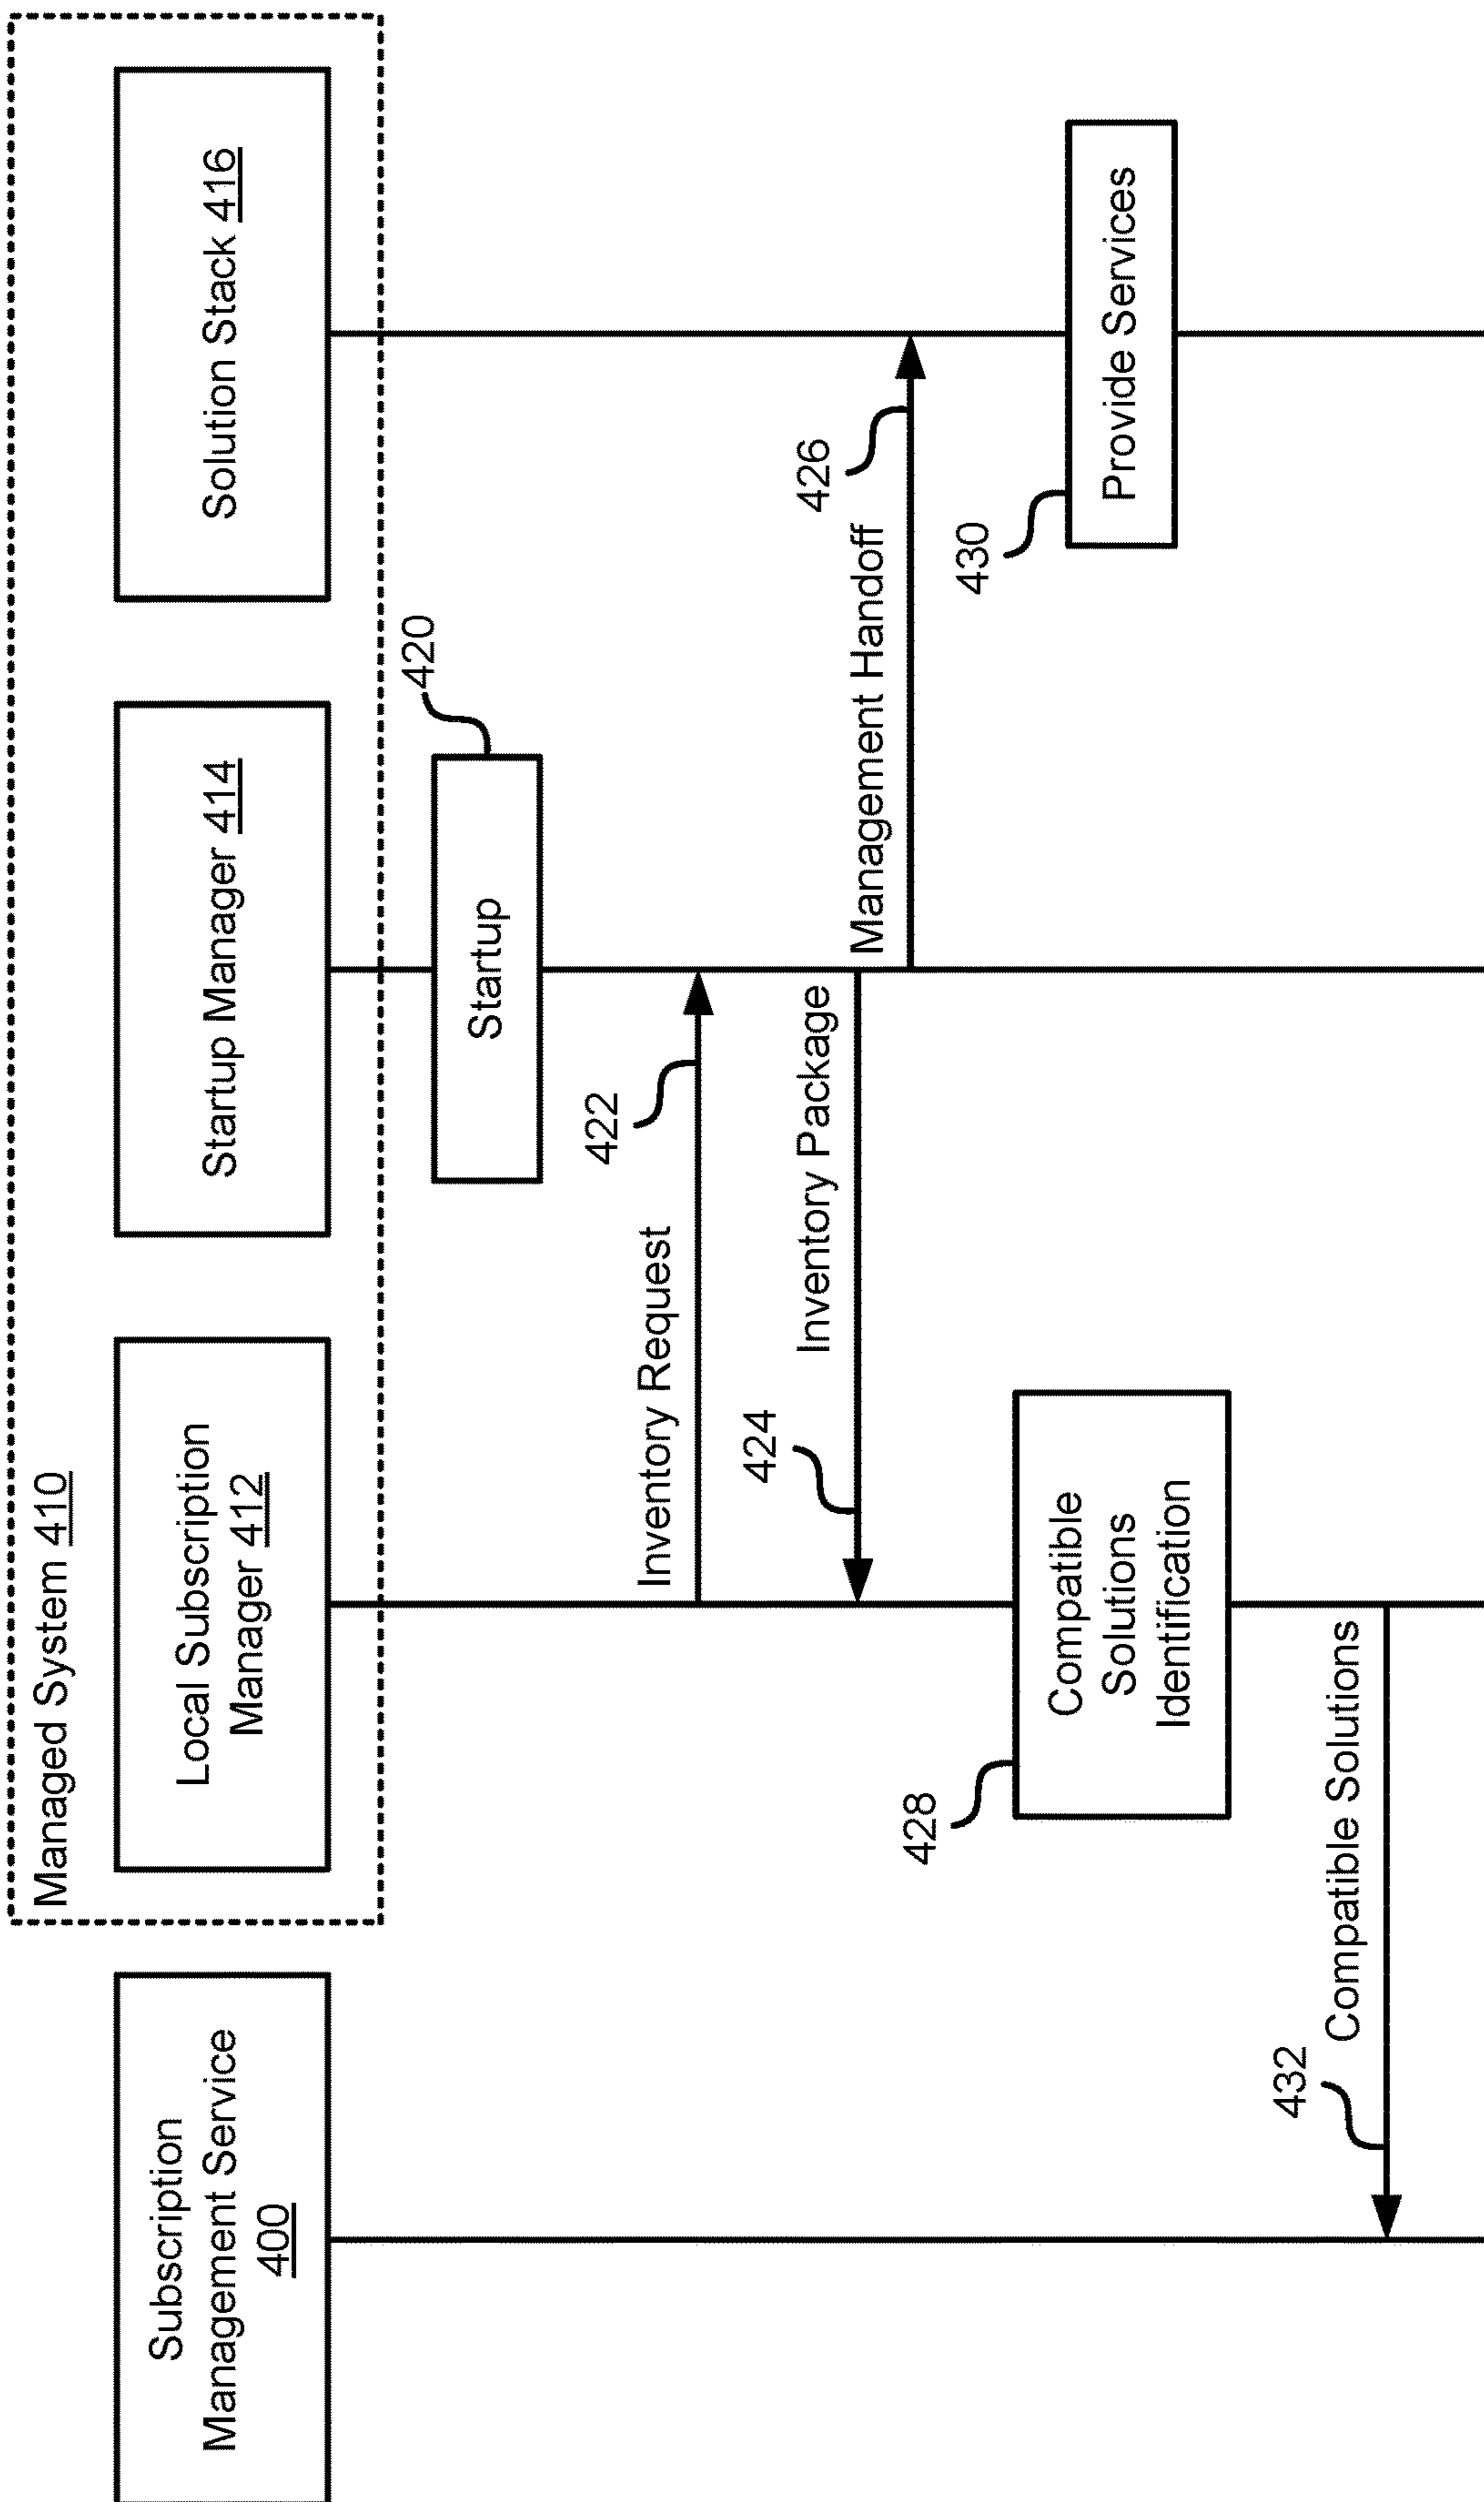 Managed System 410
Subscription
Management Service
400
Local Subscription
Manager 412
Startup Manager 414
Solution Stack 416
420
Startup
422
Inventory Request
424
Inventory Package
426
Management Handoff
428
Compatible
Solutions
Identification
430
Provide Services
432
Compatible Solutions